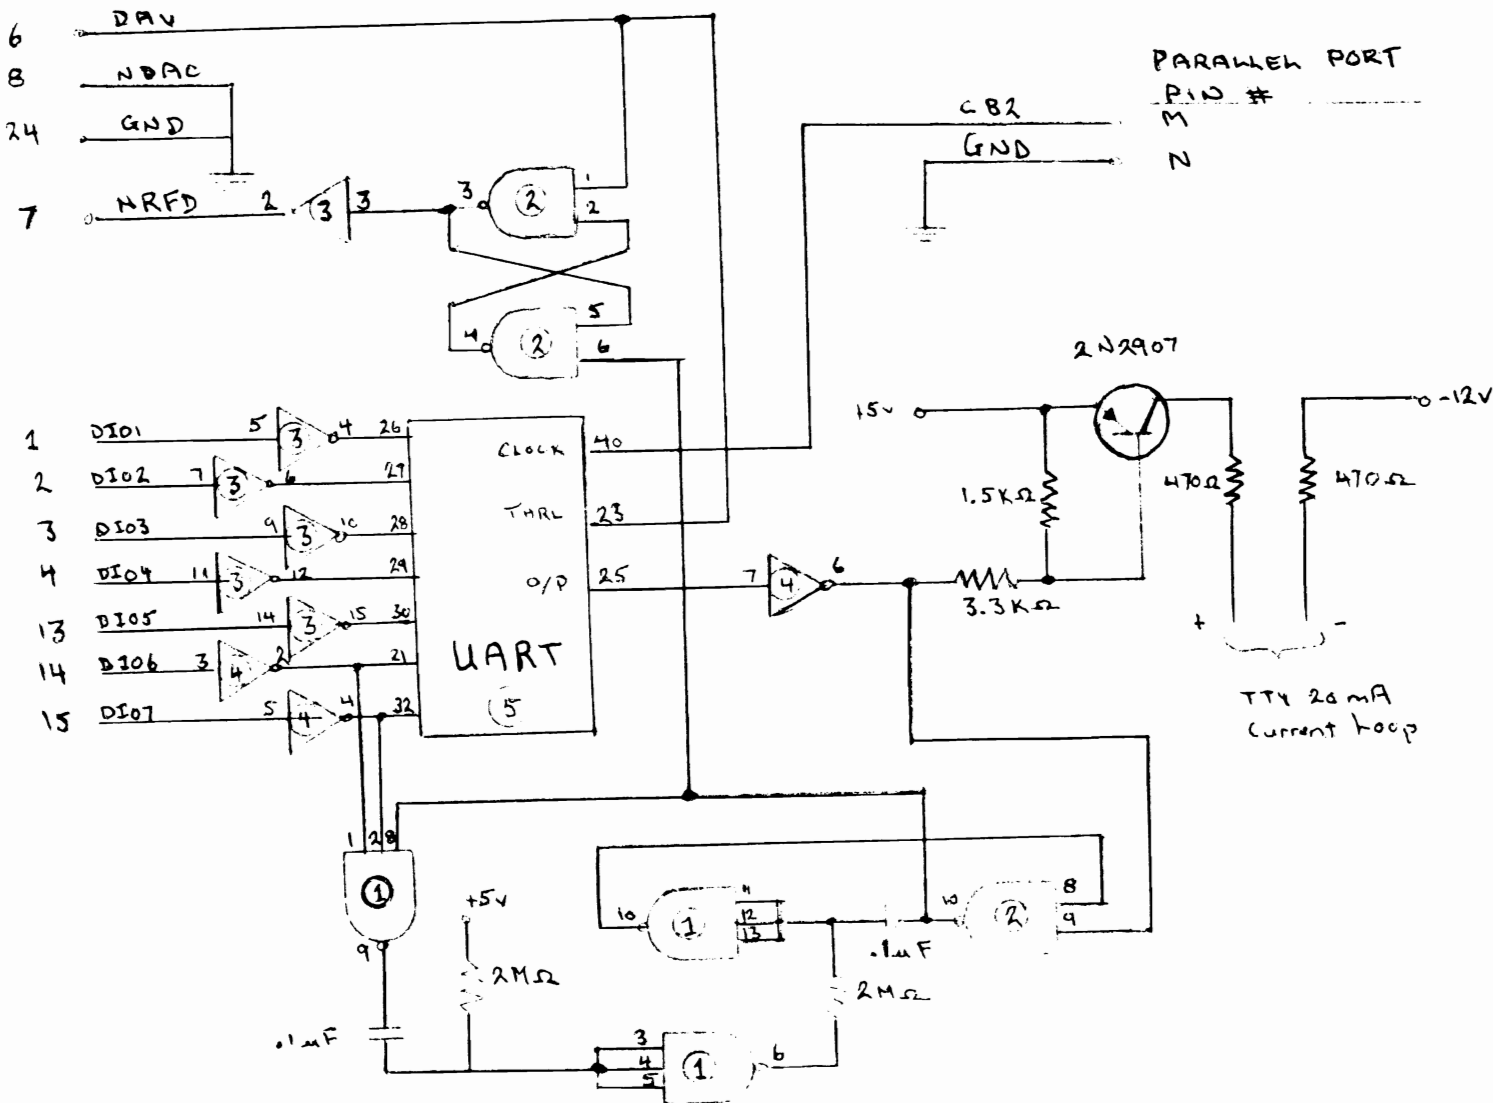 6 DAV
8 NDAC
24 GND
7 NRFD 2 3 3
3 2 1 2
4 2 5 6
PARALLEL PORT
PIN #
CB2 M
GND N
2N2907
+5v
-12v
1.5KΩ
470Ω
470Ω
3.3KΩ
+ -
TTY 20 mA
Current Loop
1 DIO1 5 3 4 26
2 DIO2 7 3 6 27
3 DIO3 9 3 10 28
4 DIO4 11 3 12 29
13 DIO5 14 3 15 30
14 DIO6 3 4 2 21
15 DIO7 5 4 4 32
CLOCK 40
THRL 23
O/P 25
UART
5
7 4 6
1 2 8
1
9
+5v
2MΩ
.1uF
3
4
5
1
6
10 1 11
12
13
.1uF
2MΩ
10 2 8
9